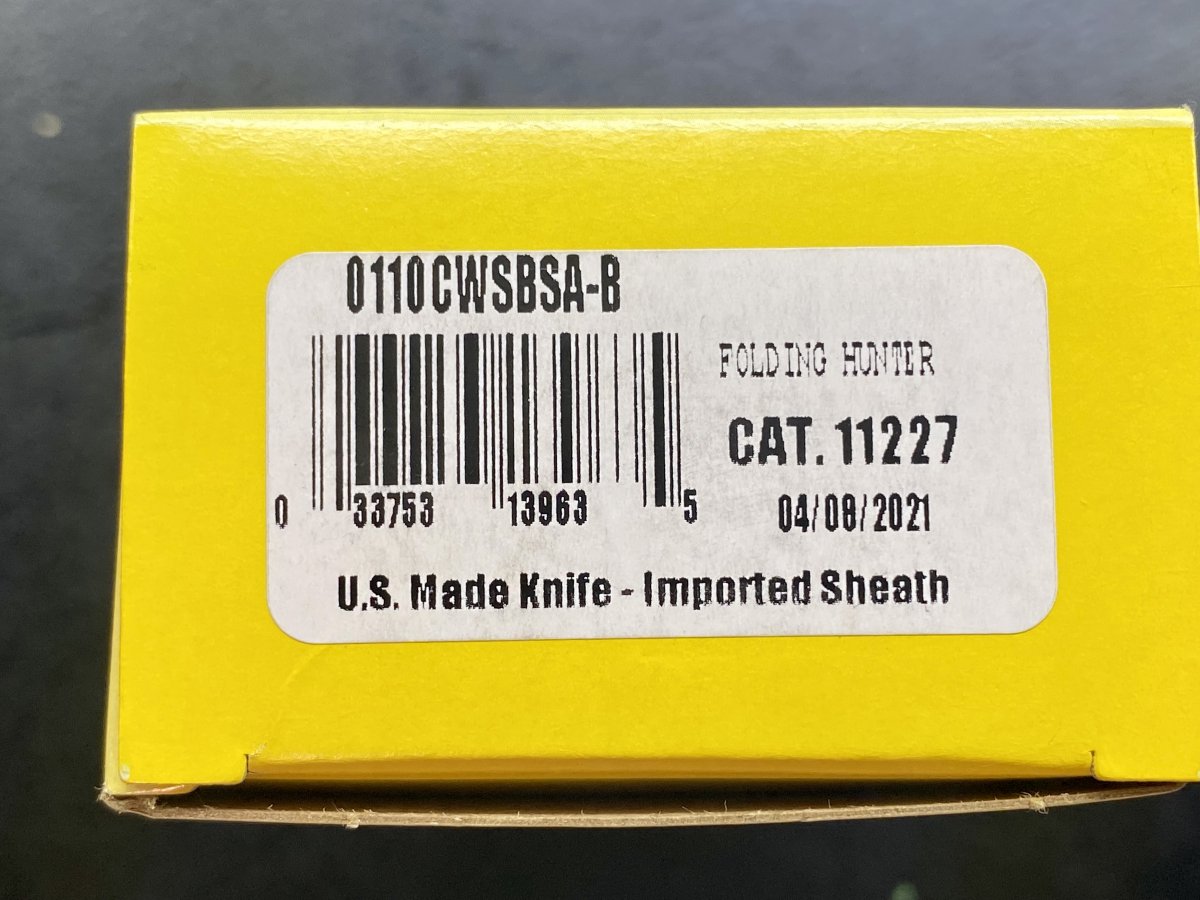 0110CWSBSA-B
FOLDING HUNTER
CAT. 11227
0 33753 13963 5
04/08/2021
U.S. Made Knife - Imported Sheath